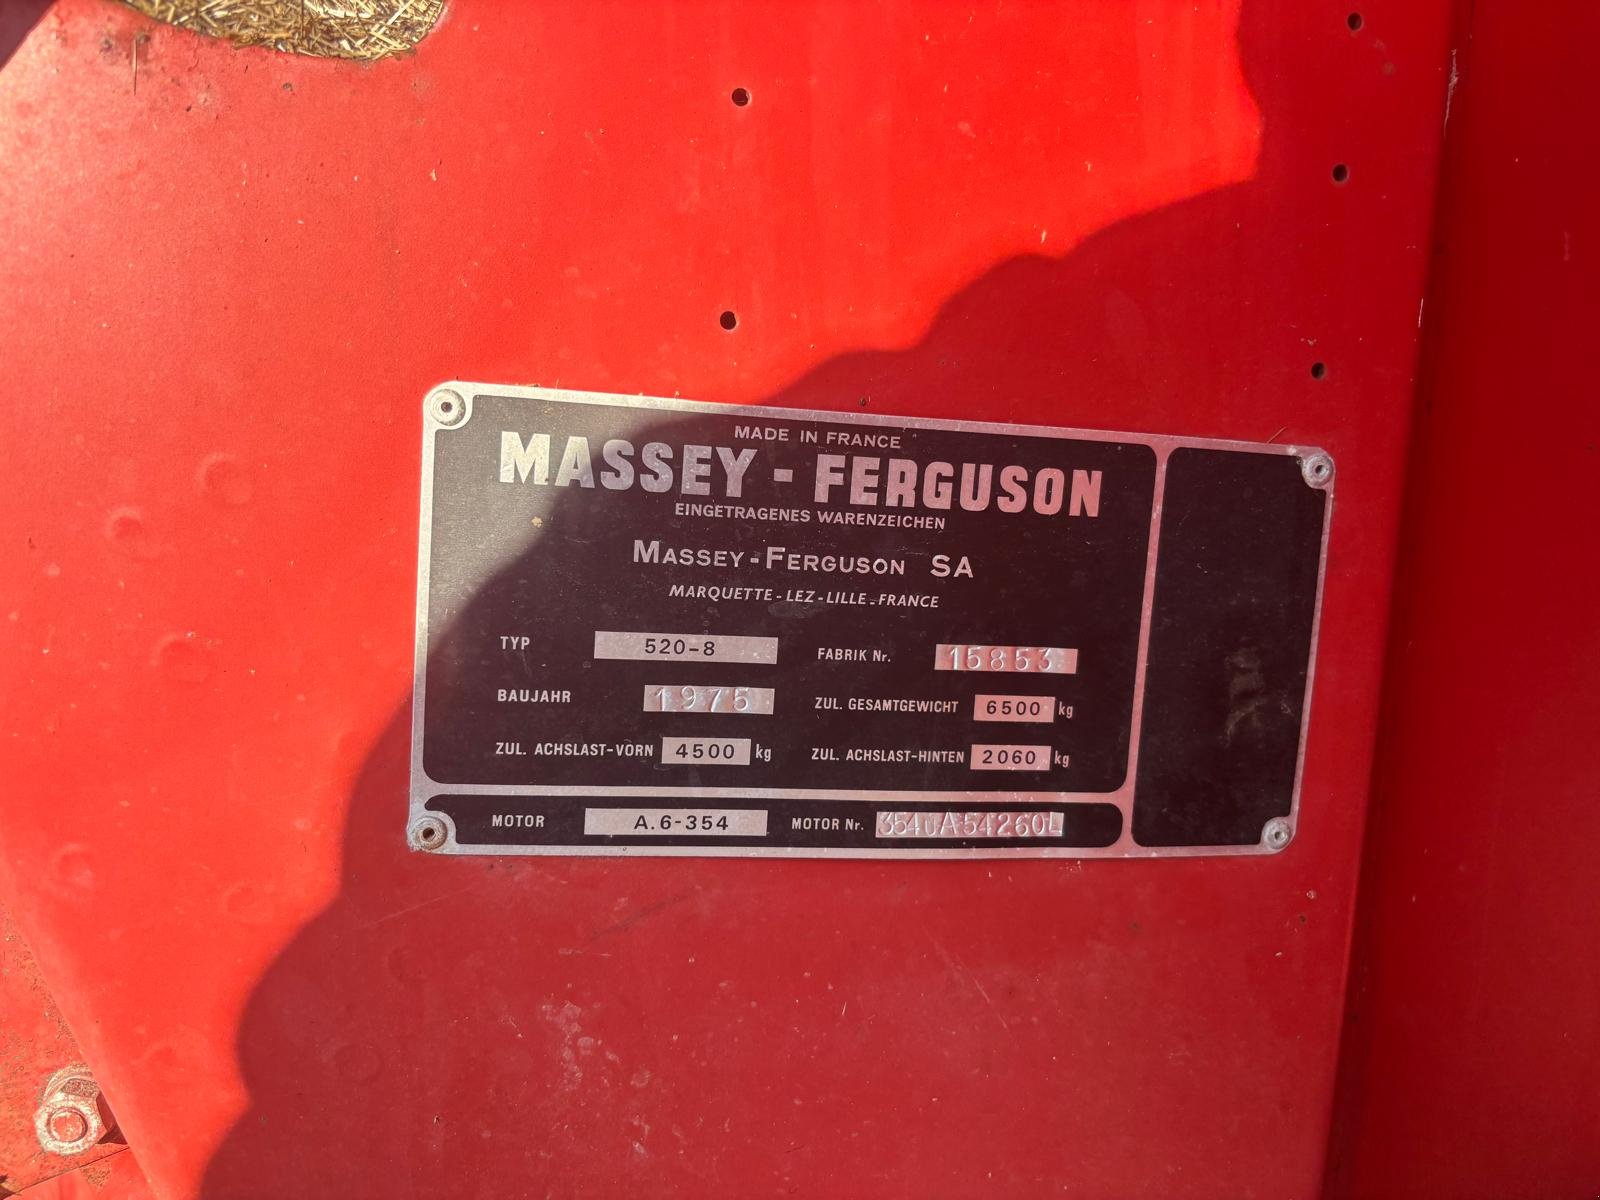 MADE IN FRANCE
MASSEY-FERGUSON
EINGETRAGENES WARENZEICHEN
MASSEY-FERGUSON SA
MARQUETTE-LEZ-LILLE-FRANCE
TYP 520-8 FABRIK Nr. 15853
BAUJAHR 1975 ZUL. GESAMTGEWICHT 6500 kg
ZUL. ACHSLAST-VORN 4500 kg ZUL. ACHSLAST-HINTEN 2060 kg
MOTOR A.6-354 MOTOR Nr. 354UA54260L